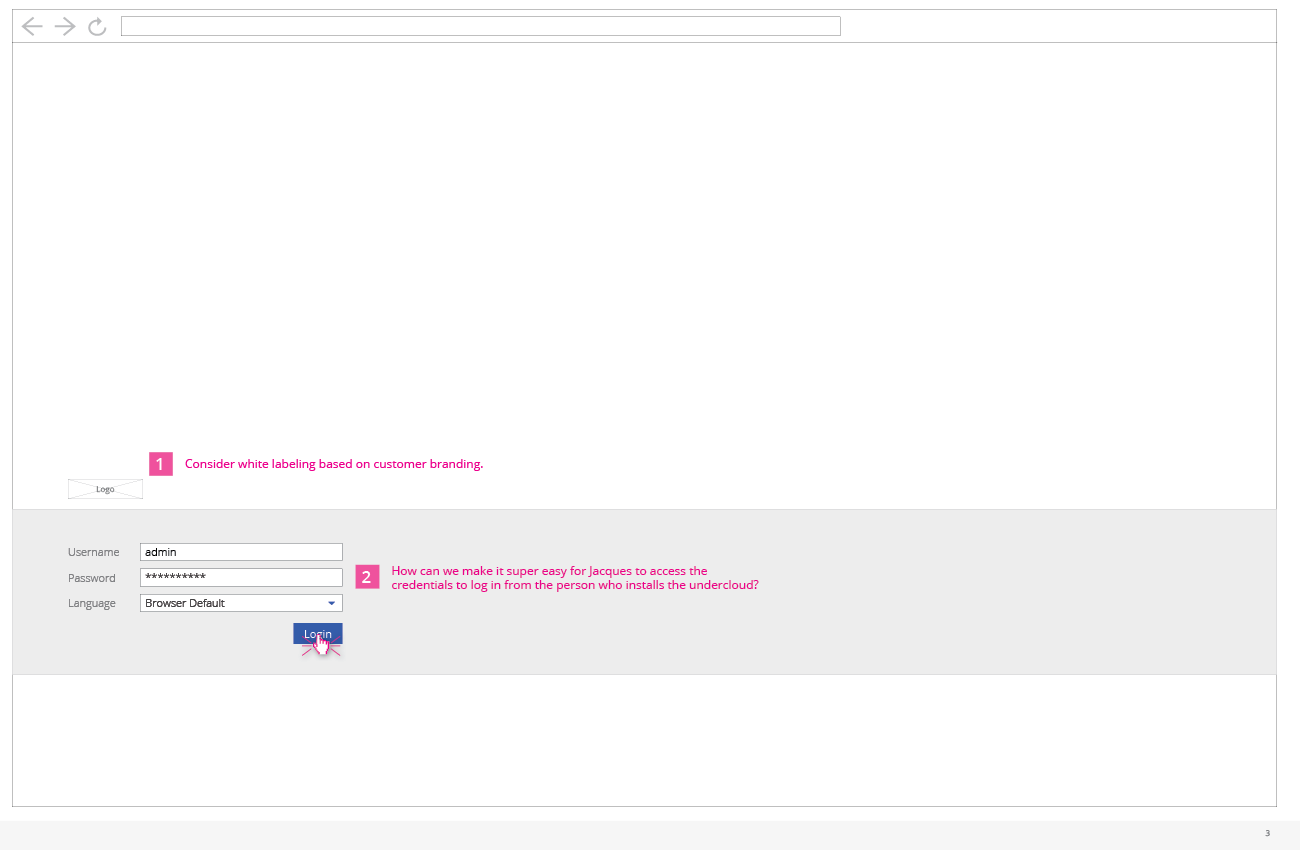 1 Consider white labeling based on customer branding.
Logo
Username admin
Password **********
2 How can we make it super easy for Jacques to access the
credentials to log in from the person who installs the undercloud?
Language Browser Default
Login
3